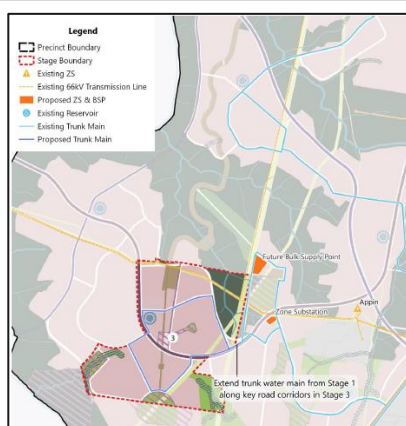 Legend
Precinct Boundary
Stage Boundary
Existing ZS
Existing 66kV Transmission Line
Proposed ZS & BSP
Existing Reservoir
Existing Trunk Main
Proposed Trunk Main
Future Bulk Supply Point
Appin
Zone Substation
3
Extend trunk water main from Stage 1
along key road corridors in Stage 3